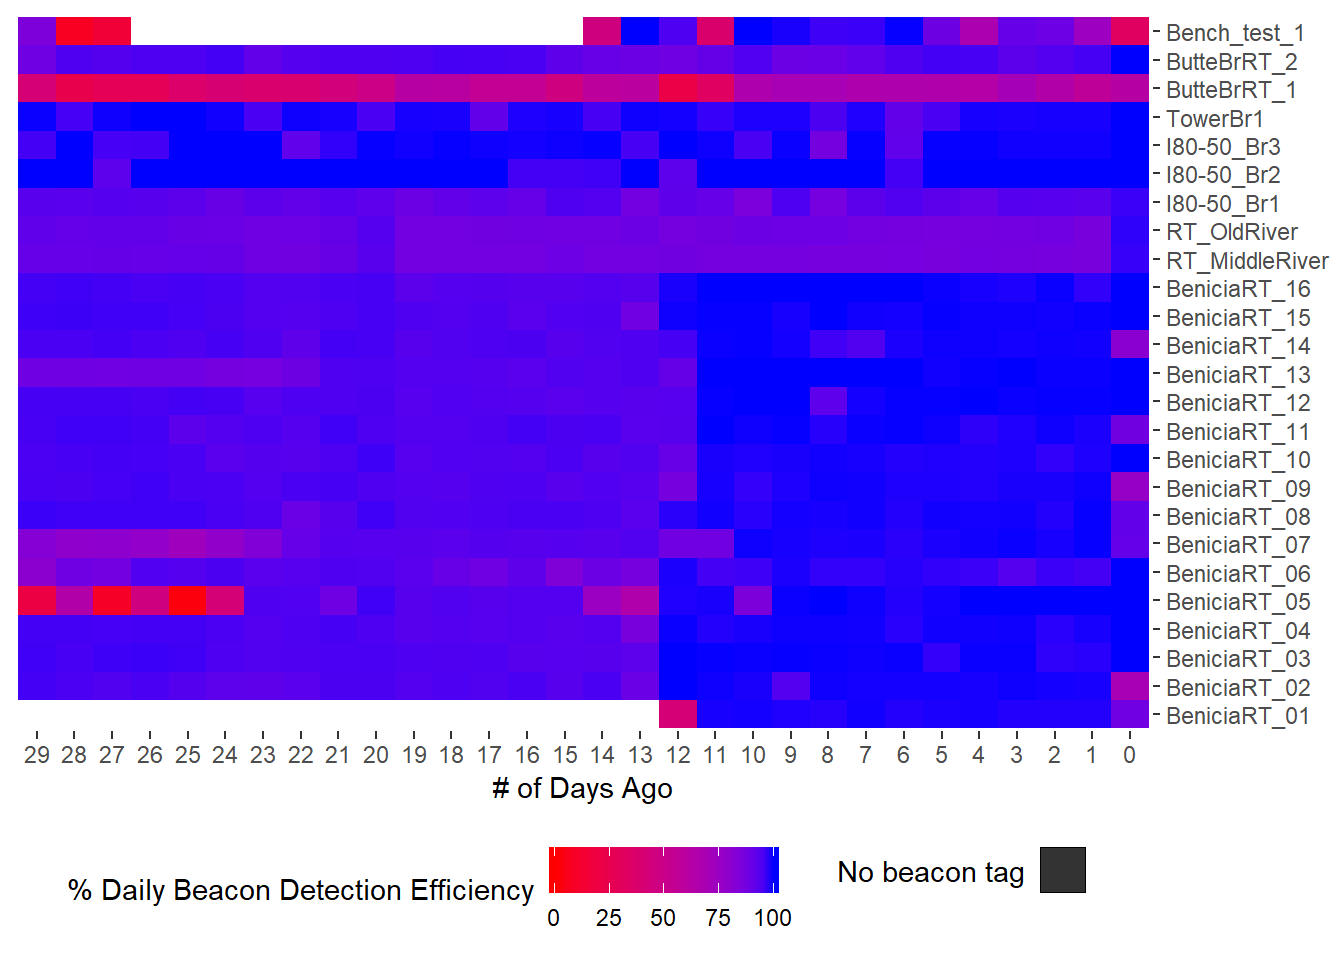 Bench_test_1
ButteBrRT_2
ButteBrRT_1
TowerBr1
I80-50_Br3
I80-50_Br2
I80-50_Br1
RT_OldRiver
RT_MiddleRiver
BeniciaRT_16
BeniciaRT_15
BeniciaRT_14
BeniciaRT_13
BeniciaRT_12
BeniciaRT_11
BeniciaRT_10
BeniciaRT_09
BeniciaRT_08
BeniciaRT_07
BeniciaRT_06
BeniciaRT_05
BeniciaRT_04
BeniciaRT_03
BeniciaRT_02
BeniciaRT_01
29 28 27 26 25 24 23 22 21 20 19 18 17 16 15 14 13 12 11 10 9 8 7 6 5 4 3 2 1 0
# of Days Ago
% Daily Beacon Detection Efficiency
0 25 50 75 100
No beacon tag